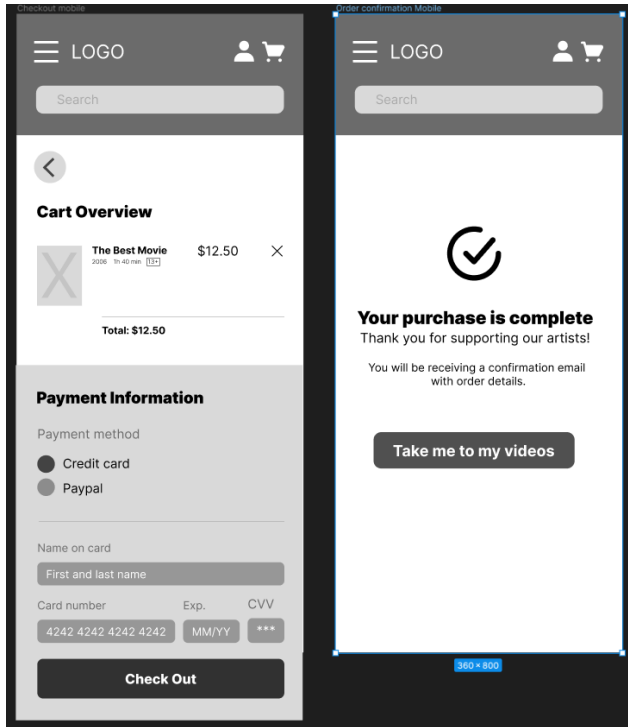 Checkout mobile
LOGO
Search
Cart Overview
The Best Movie $12.50
2006 1h 40 min 13+
Total: $12.50
Payment Information
Payment method
Credit card
Paypal
Name on card
First and last name
Card number Exp. CVV
4242 4242 4242 4242 MM/YY ***
Check Out
Order confirmation Mobile
LOGO
Search
Your purchase is complete
Thank you for supporting our artists!
You will be receiving a confirmation email
with order details.
Take me to my videos
360 × 800